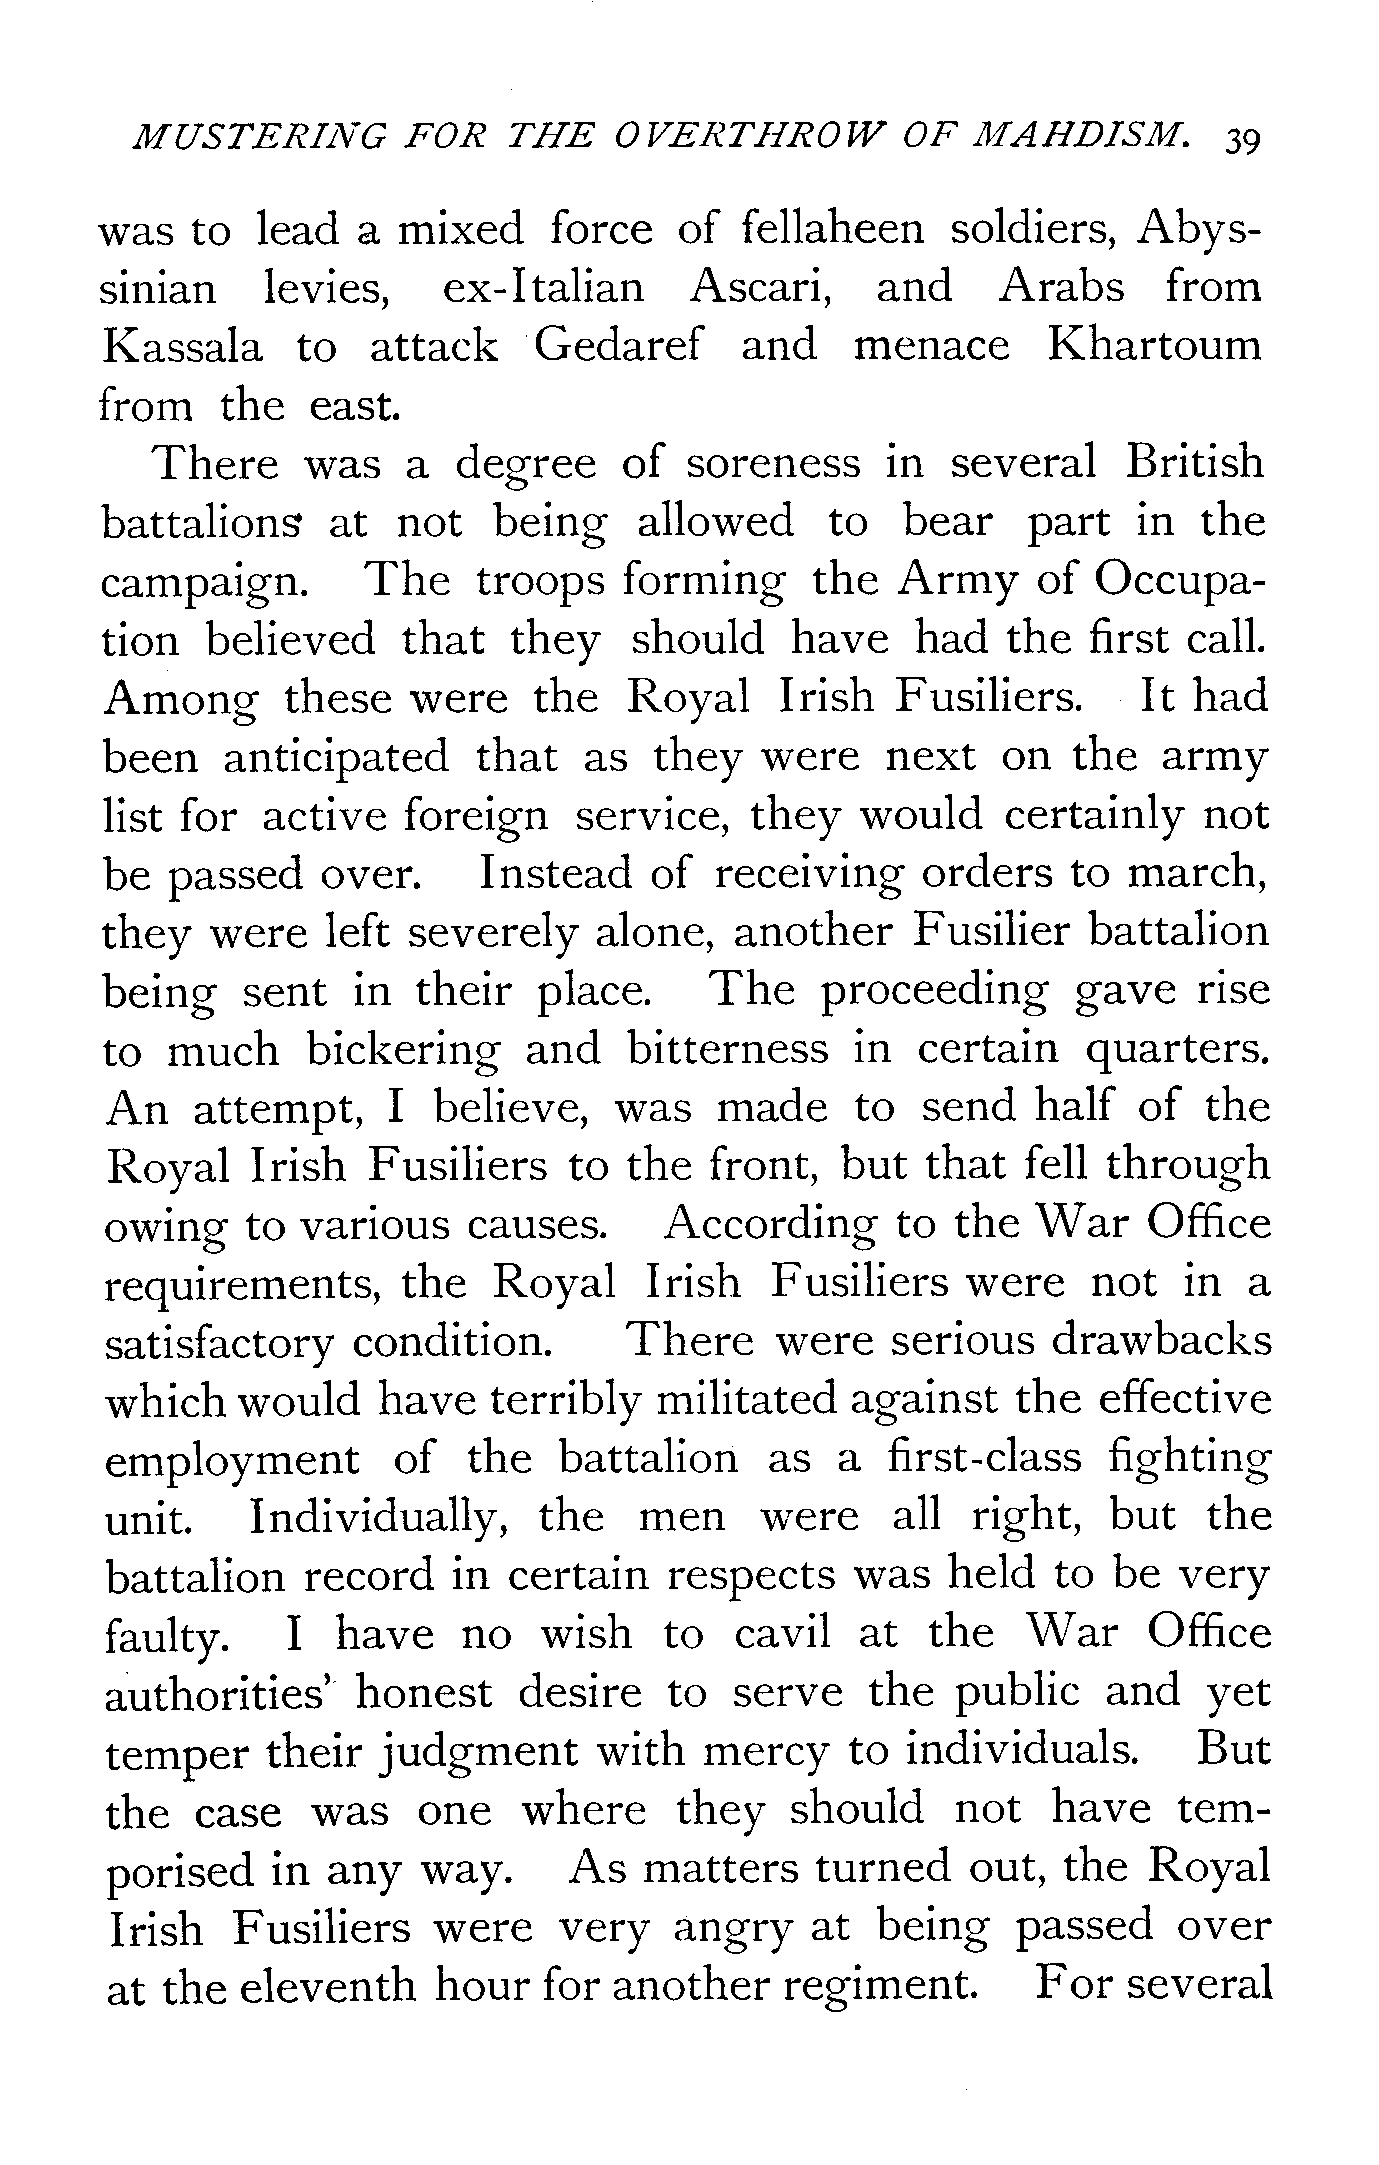 MUSTERING FOR THE OVERTHROW OF MAHDISM. 39
was to lead a mixed force of fellaheen soldiers, Abys-
sinian levies, ex-Italian Ascari, and Arabs from
Kassala to attack Gedaref and menace Khartoum
from the east.
There was a degree of soreness in several British
battalions at not being allowed to bear part in the
campaign. The troops forming the Army of Occupa-
tion believed that they should have had the first call.
Among these were the Royal Irish Fusiliers. It had
been anticipated that as they were next on the army
list for active foreign service, they would certainly not
be passed over. Instead of receiving orders to march,
they were left severely alone, another Fusilier battalion
being sent in their place. The proceeding gave rise
to much bickering and bitterness in certain quarters.
An attempt, I believe, was made to send half of the
Royal Irish Fusiliers to the front, but that fell through
owing to various causes. According to the War Office
requirements, the Royal Irish Fusiliers were not in a
satisfactory condition. There were serious drawbacks
which would have terribly militated against the effective
employment of the battalion as a first-class fighting
unit. Individually, the men were all right, but the
battalion record in certain respects was held to be very
faulty. I have no wish to cavil at the War Office
authorities' honest desire to serve the public and yet
temper their judgment with mercy to individuals. But
the case was one where they should not have tem-
porised in any way. As matters turned out, the Royal
Irish Fusiliers were very angry at being passed over
at the eleventh hour for another regiment. For several